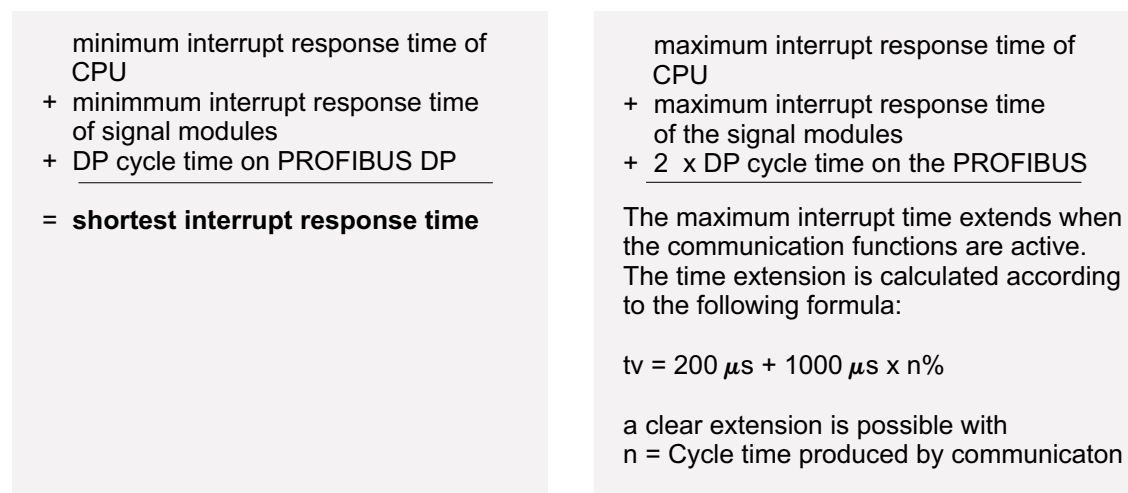 minimum interrupt response time of
CPU
+ minimmum interrupt response time
of signal modules
+ DP cycle time on PROFIBUS DP
= shortest interrupt response time
maximum interrupt response time of
CPU
+ maximum interrupt response time
of the signal modules
+ 2 x DP cycle time on the PROFIBUS
The maximum interrupt time extends when
the communication functions are active.
The time extension is calculated according
to the following formula:
tv = 200 μs + 1000 μs x n%
a clear extension is possible with
n = Cycle time produced by communicaton